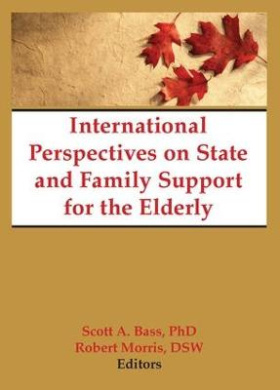 International
Perspectives on State
and Family Support
for the Elderly
Scott A. Bass, PhD
Robert Morris, DSW
Editors